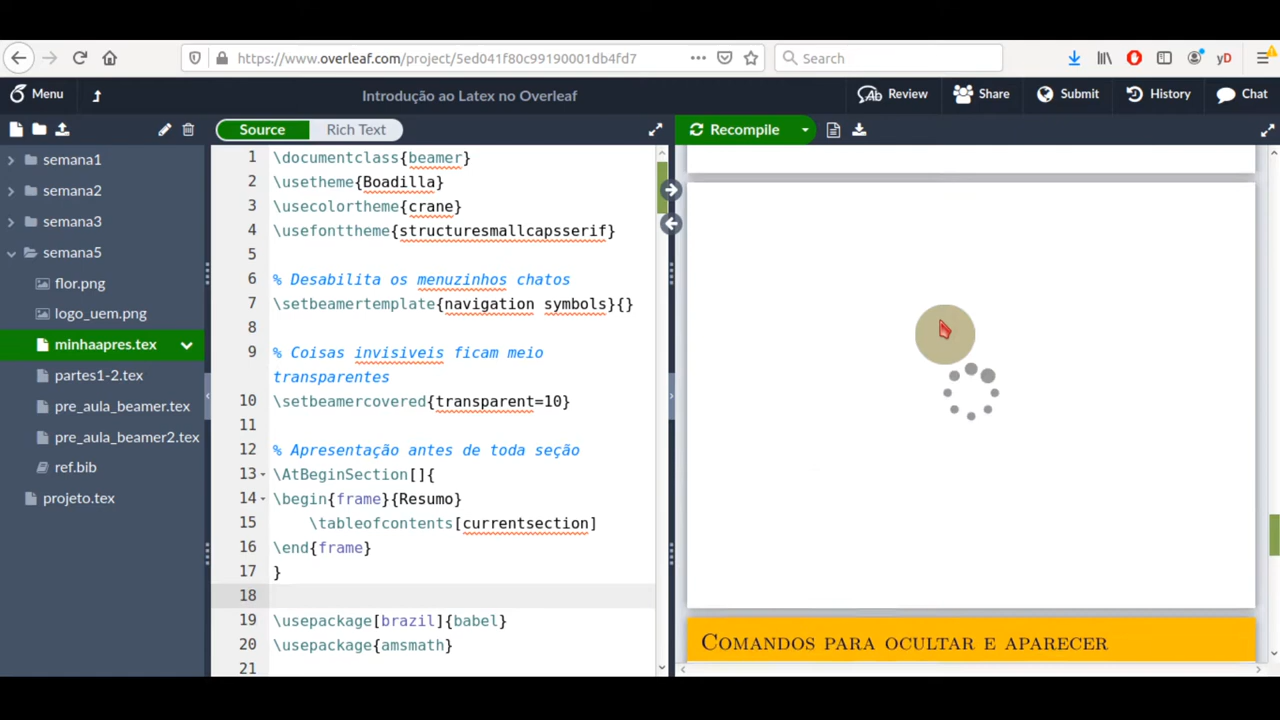 https://www.overleaf.com/project/5ed041f80c99190001db4fd7
Search
yD
Menu
Introdução ao Latex no Overleaf
Review
Share
Submit
History
Chat
Source
Rich Text
Recompile
semana1
semana2
semana3
semana5
flor.png
logo_uem.png
minhaapres.tex
partes1-2.tex
pre_aula_beamer.tex
pre_aula_beamer2.tex
ref.bib
projeto.tex
1 \documentclass{beamer}
2 \usetheme{Boadilla}
3 \usecolortheme{crane}
4 \usefonttheme{structuresmallcapsserif}
5
6 % Desabilita os menuzinhos chatos
7 \setbeamertemplate{navigation symbols}{}
8
9 % Coisas invisiveis ficam meio
transparentes
10 \setbeamercovered{transparent=10}
11
12 % Apresentação antes de toda seção
13 \AtBeginSection[]{
14 \begin{frame}{Resumo}
15 \tableofcontents[currentsection]
16 \end{frame}
17 }
18
19 \usepackage[brazil]{babel}
20 \usepackage{amsmath}
21
Comandos para ocultar e aparecer